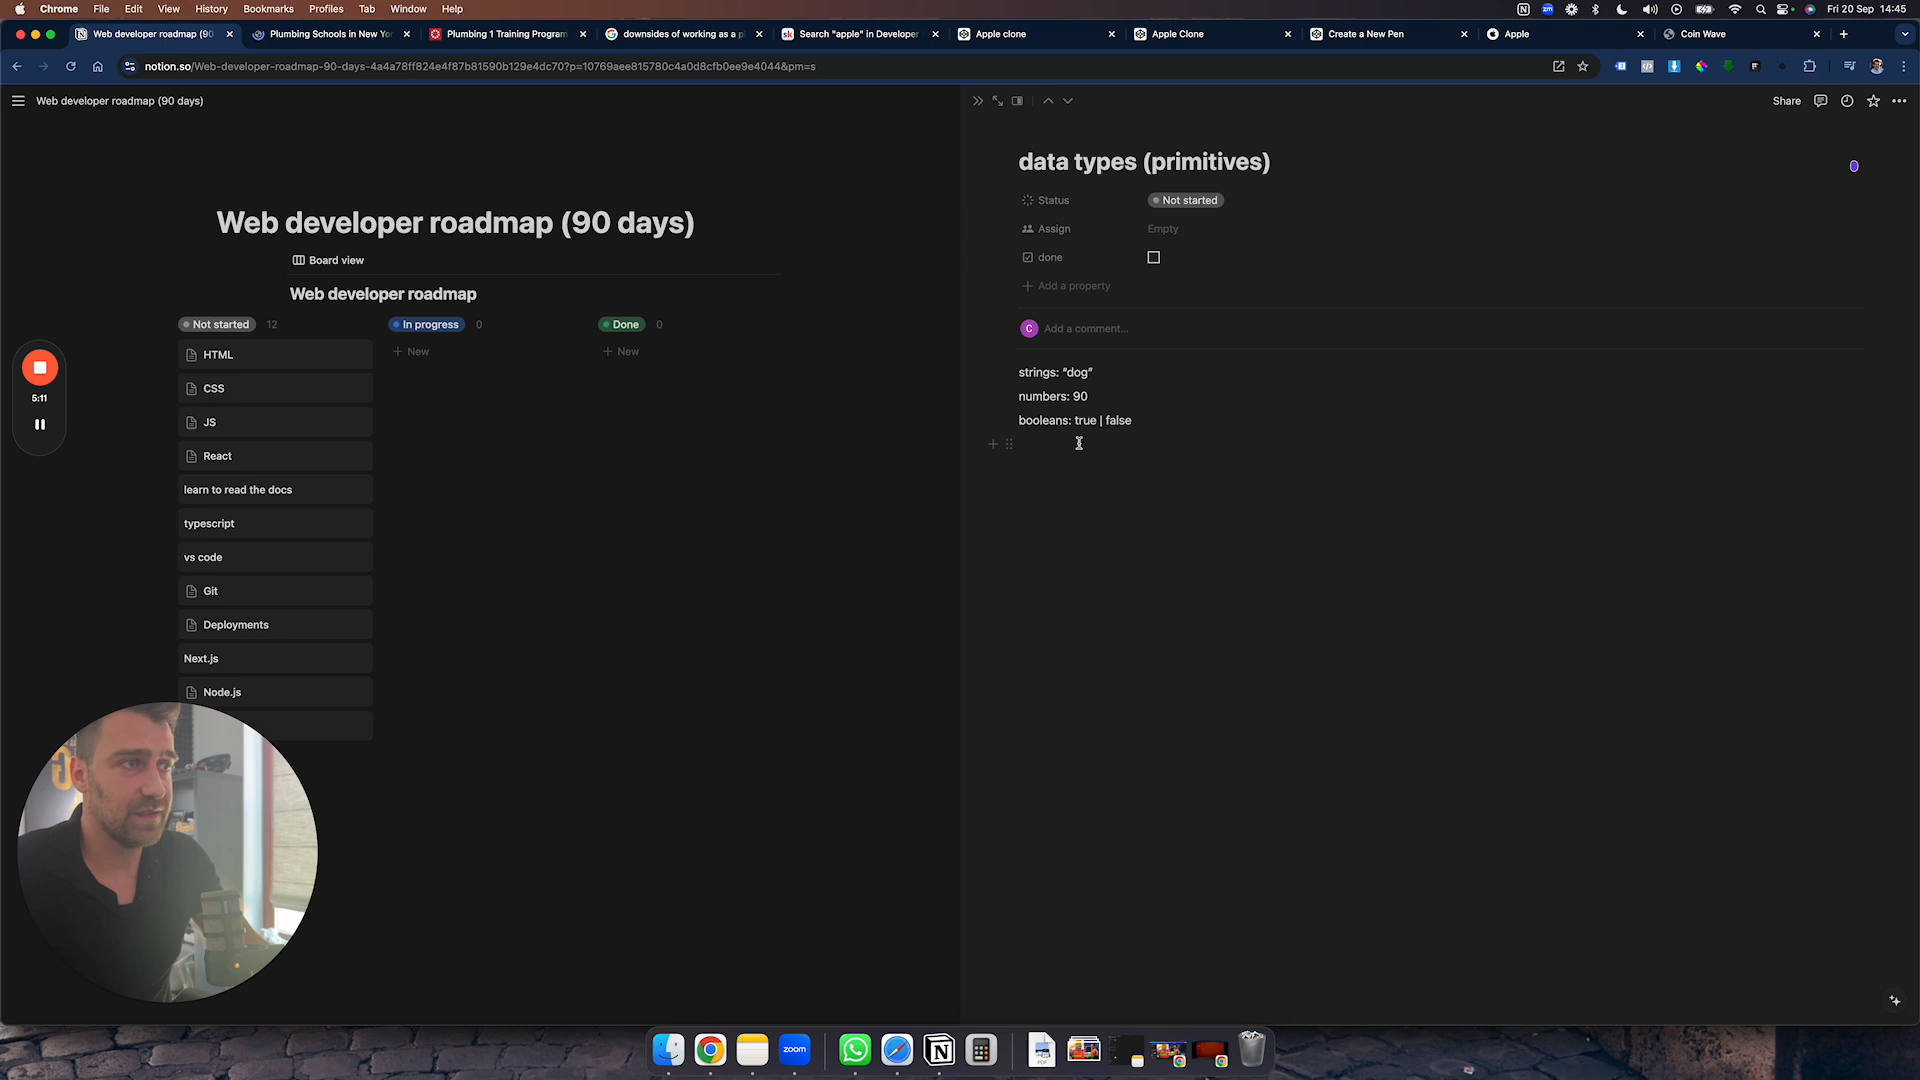 Chrome File Edit View History Bookmarks Profiles Tab Window Help
Fri 20 Sep 14:45
Web developer roadmap (90
Plumbing Schools in New Yor
Plumbing 1 Training Program
downsides of working as a pl
Search "apple" in Developer
Apple clone
Apple Clone
Create a New Pen
Apple
Coin Wave
notion.so/Web-developer-roadmap-90-days-4a4a78ff824e4f87b81590b129e4dc70?p=10769aee815780c4a0d8cfb0ee9e4044&pm=s
Web developer roadmap (90 days)
Share
Web developer roadmap (90 days)
Board view
Web developer roadmap
Not started 12
In progress 0
Done 0
HTML
New
New
CSS
JS
React
learn to read the docs
typescript
vs code
Git
Deployments
Next.js
Node.js
5:11
data types (primitives)
Status Not started
Assign Empty
done
Add a property
C Add a comment...
strings: "dog"
numbers: 90
booleans: true | false
zoom
PDF